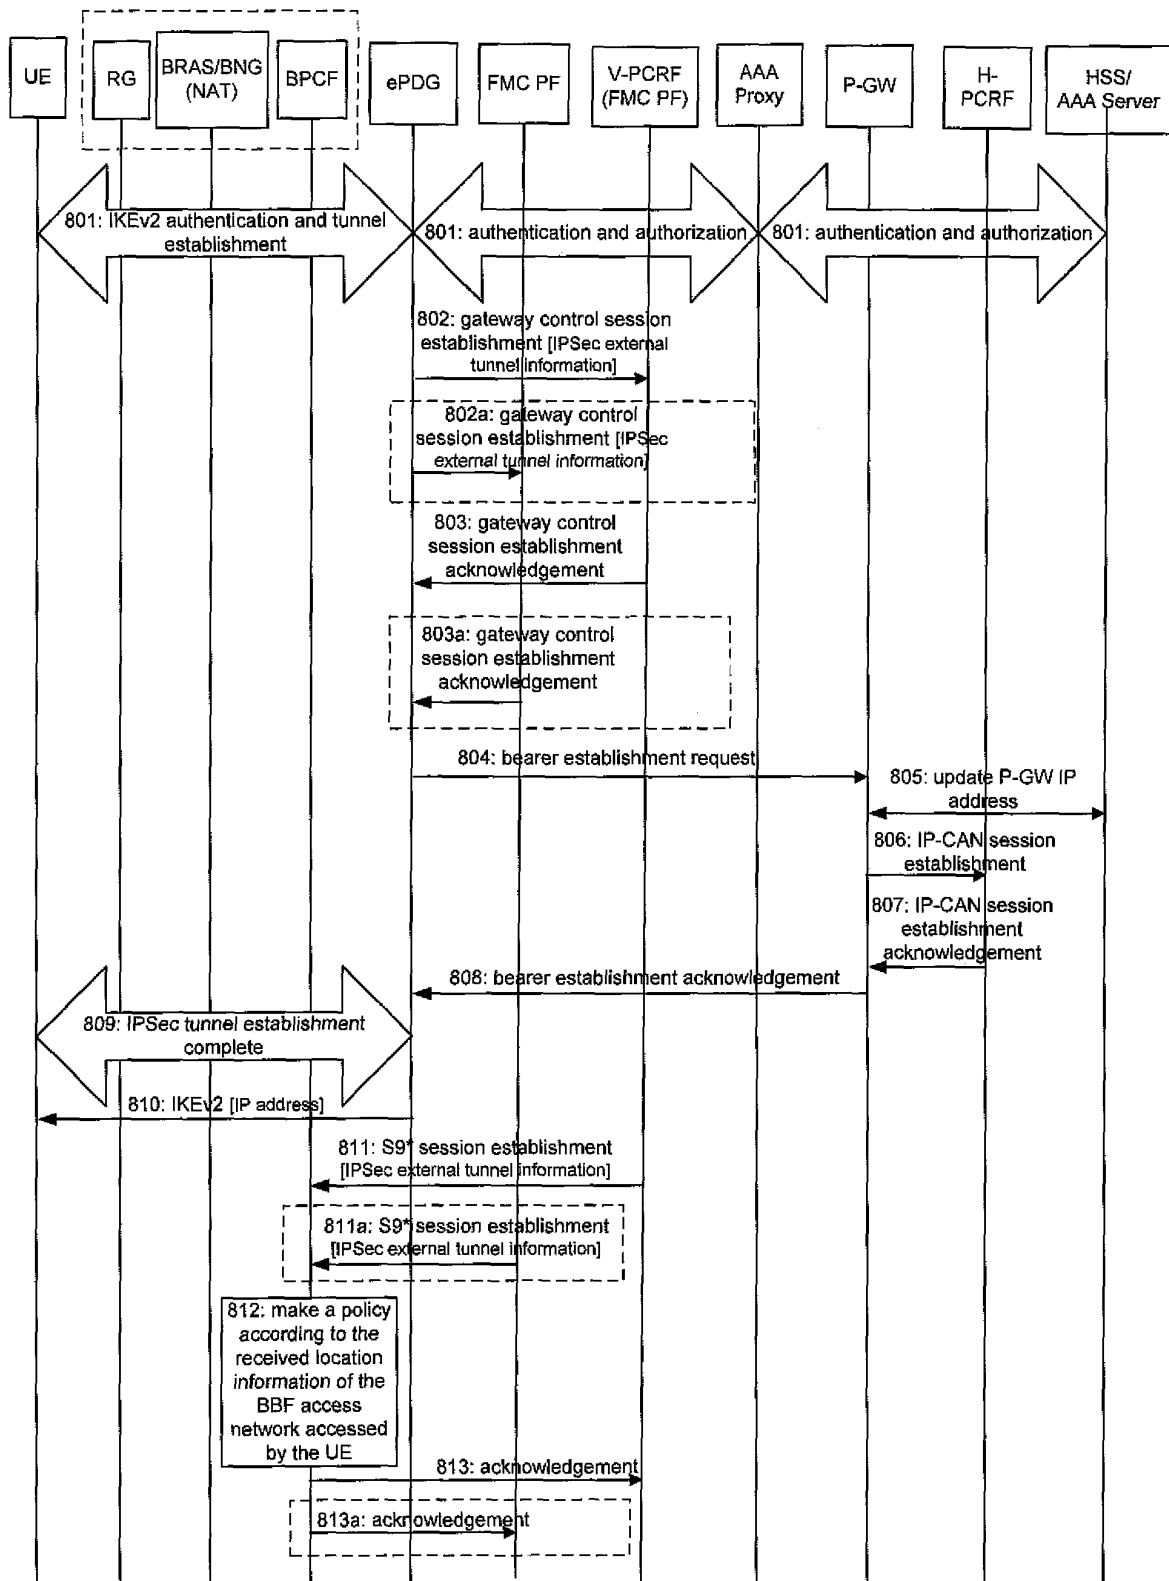 UE
RG
BRAS/BNG
(NAT)
BPCF
ePDG
FMC PF
V-PCRF
(FMC PF)
AAA
Proxy
P-GW
H-
PCRF
HSS/
AAA Server
801: IKEv2 authentication and tunnel
establishment
801: authentication and authorization
801: authentication and authorization
802: gateway control session
establishment [IPSec external
tunnel information]
802a: gateway control
session establishment [IPSec
external tunnel information]
803: gateway control
session establishment
acknowledgement
803a: gateway control
session establishment
acknowledgement
804: bearer establishment request
805: update P-GW IP
address
806: IP-CAN session
establishment
807: IP-CAN session
establishment
acknowledgement
808: bearer establishment acknowledgement
809: IPSec tunnel establishment
complete
810: IKEv2 [IP address]
811: S9* session establishment
[IPSec external tunnel information]
811a: S9* session establishment
[IPSec external tunnel information]
812: make a policy
according to the
received location
information of the
BBF access
network accessed
by the UE
813: acknowledgement
813a: acknowledgement